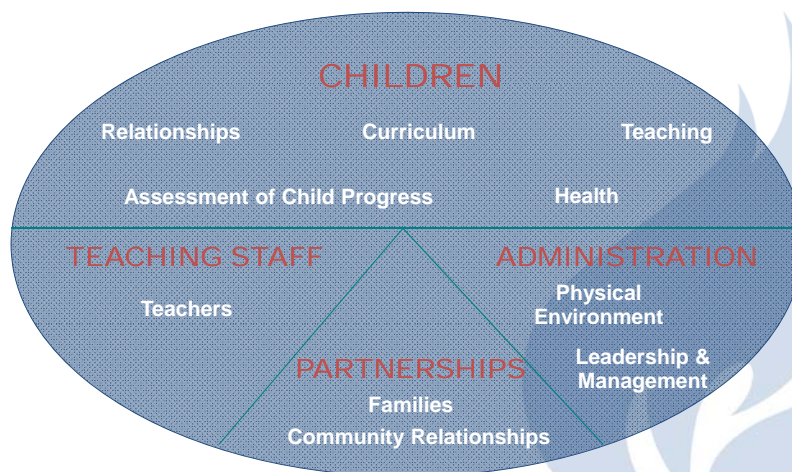 CHILDREN
Relationships Curriculum Teaching
Assessment of Child Progress Health
TEACHING STAFF
Teachers
ADMINISTRATION
Physical
Environment
Leadership &
Management
PARTNERSHIPS
Families
Community Relationships